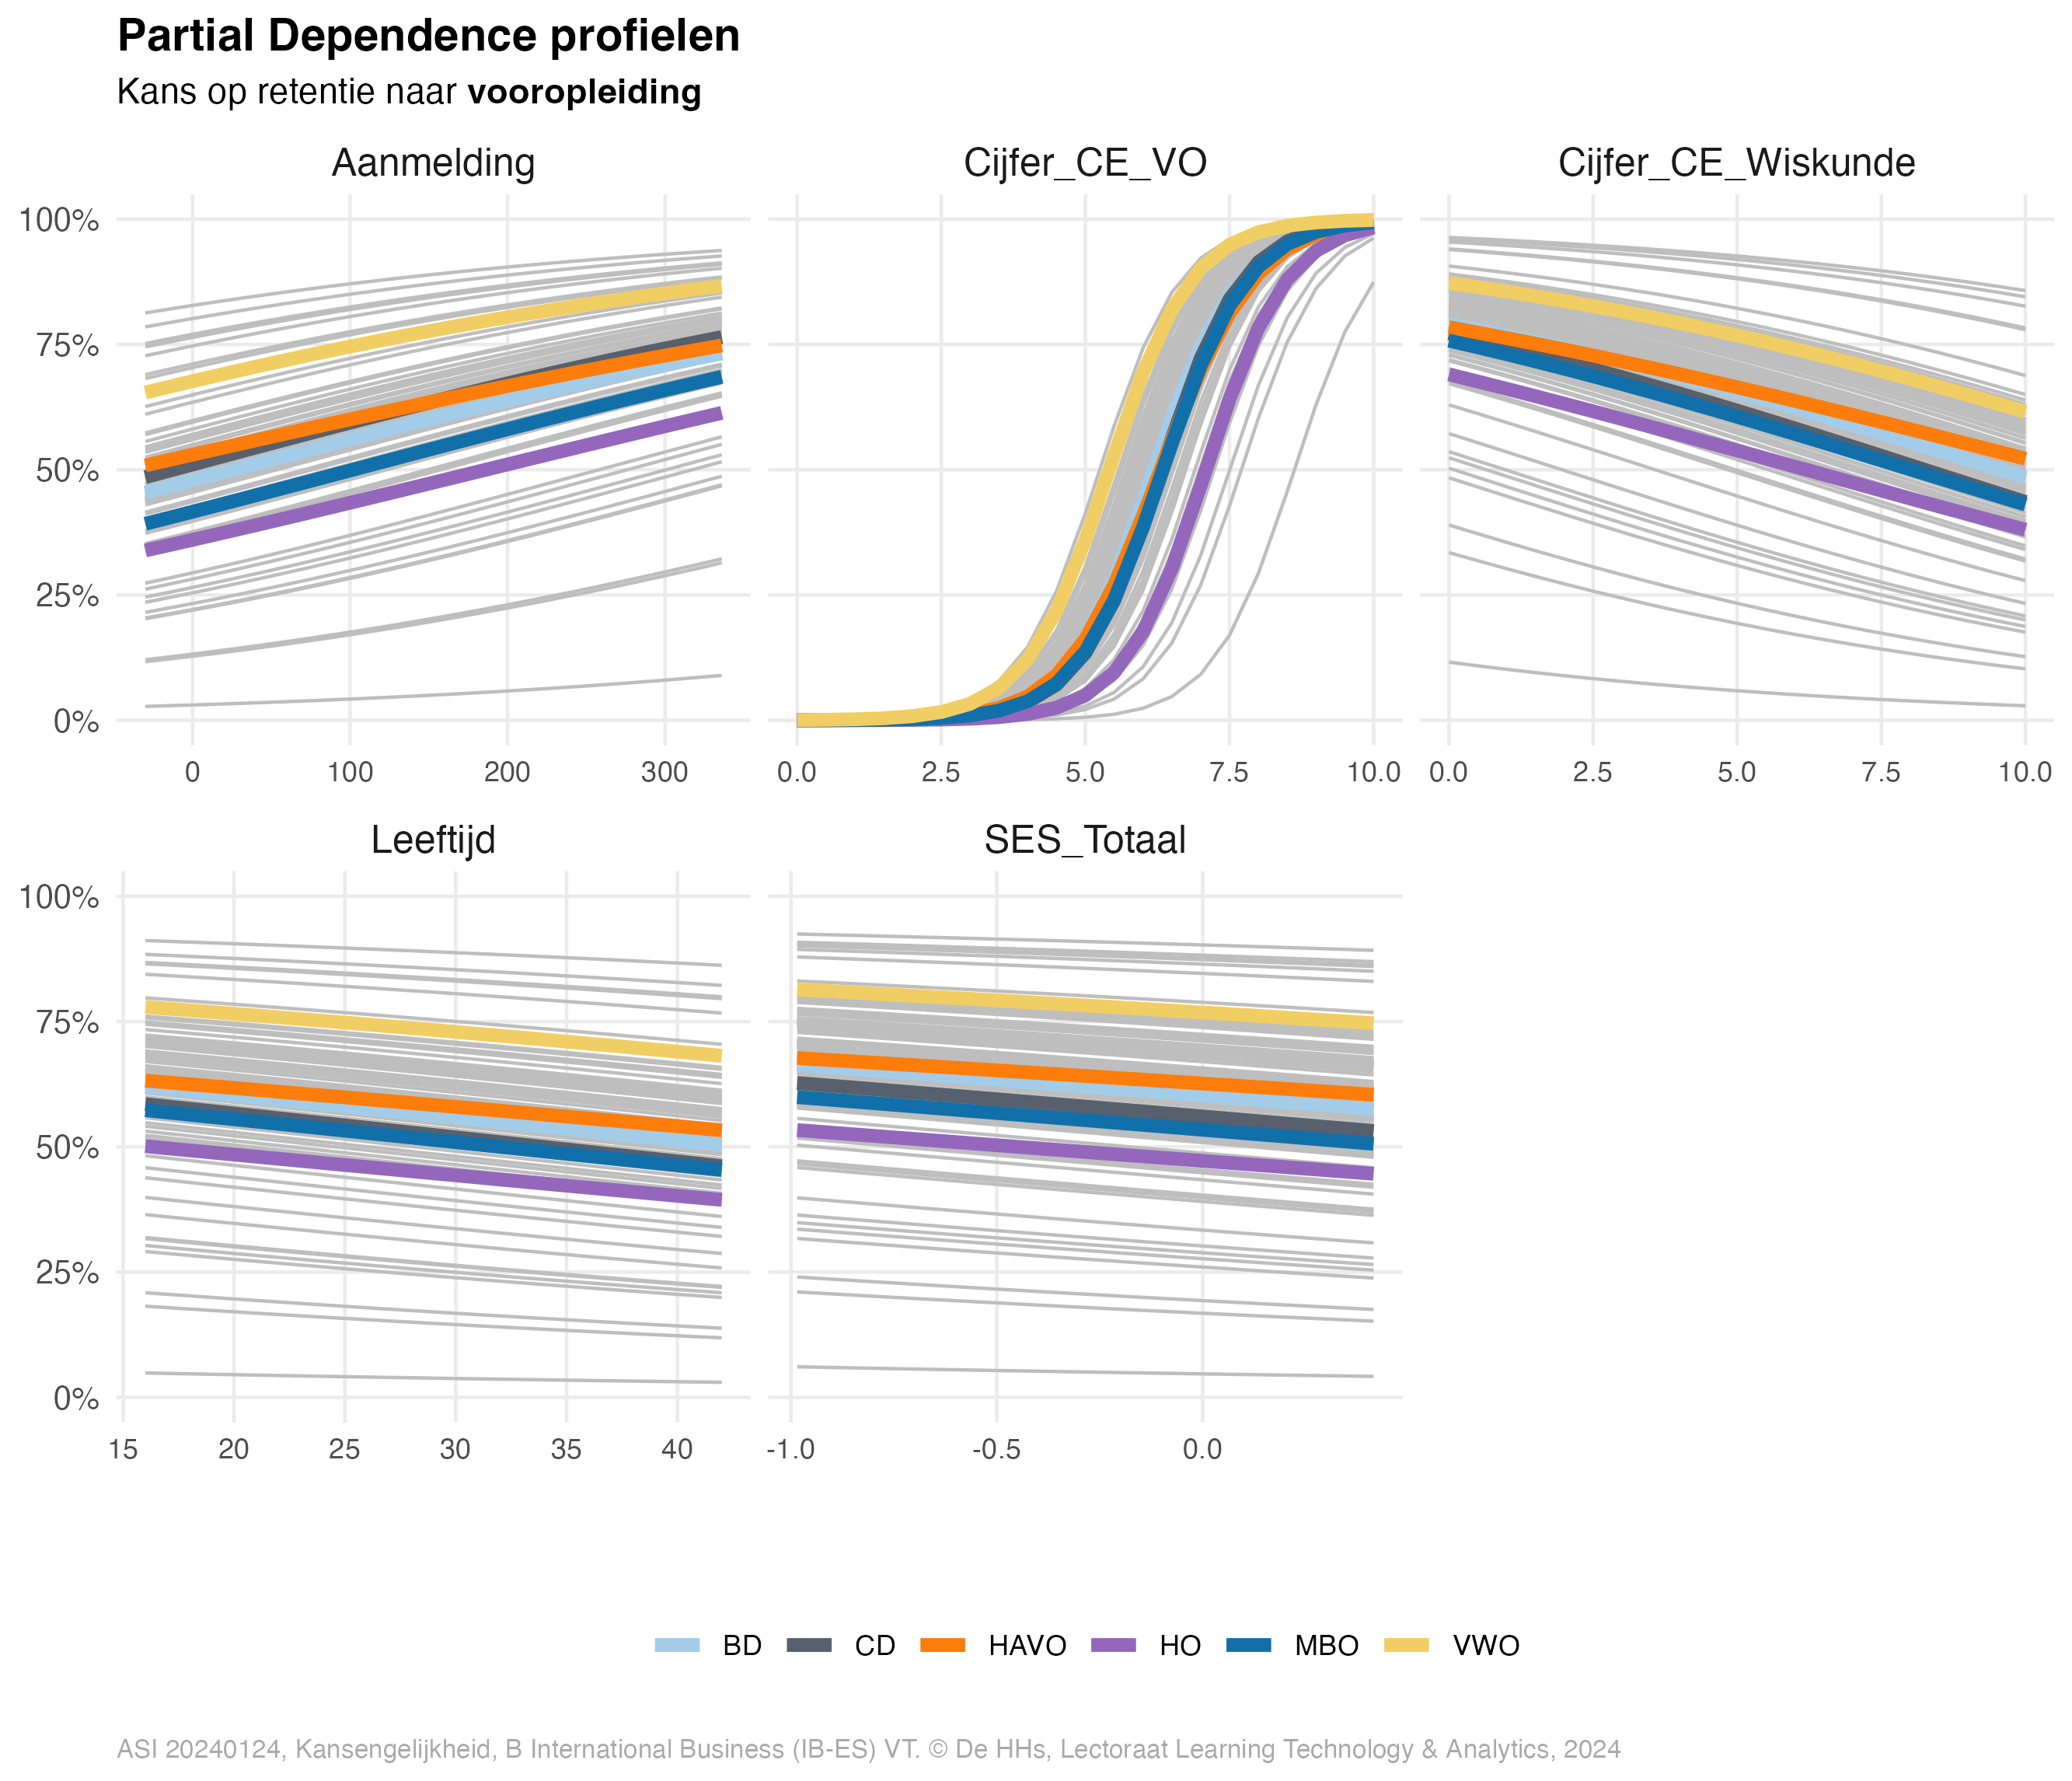 Partial Dependence profielen
Kans op retentie naar vooropleiding
Aanmelding
Cijfer_CE_VO
Cijfer_CE_Wiskunde
100%
75%
50%
25%
0%
0 100 200 300
0.0 2.5 5.0 7.5 10.0
0.0 2.5 5.0 7.5 10.0
Leeftijd
SES_Totaal
100%
75%
50%
25%
0%
15 20 25 30 35 40
-1.0 -0.5 0.0
BD CD HAVO HO MBO VWO
ASI 20240124, Kansengelijkheid, B International Business (IB-ES) VT. © De HHs, Lectoraat Learning Technology & Analytics, 2024